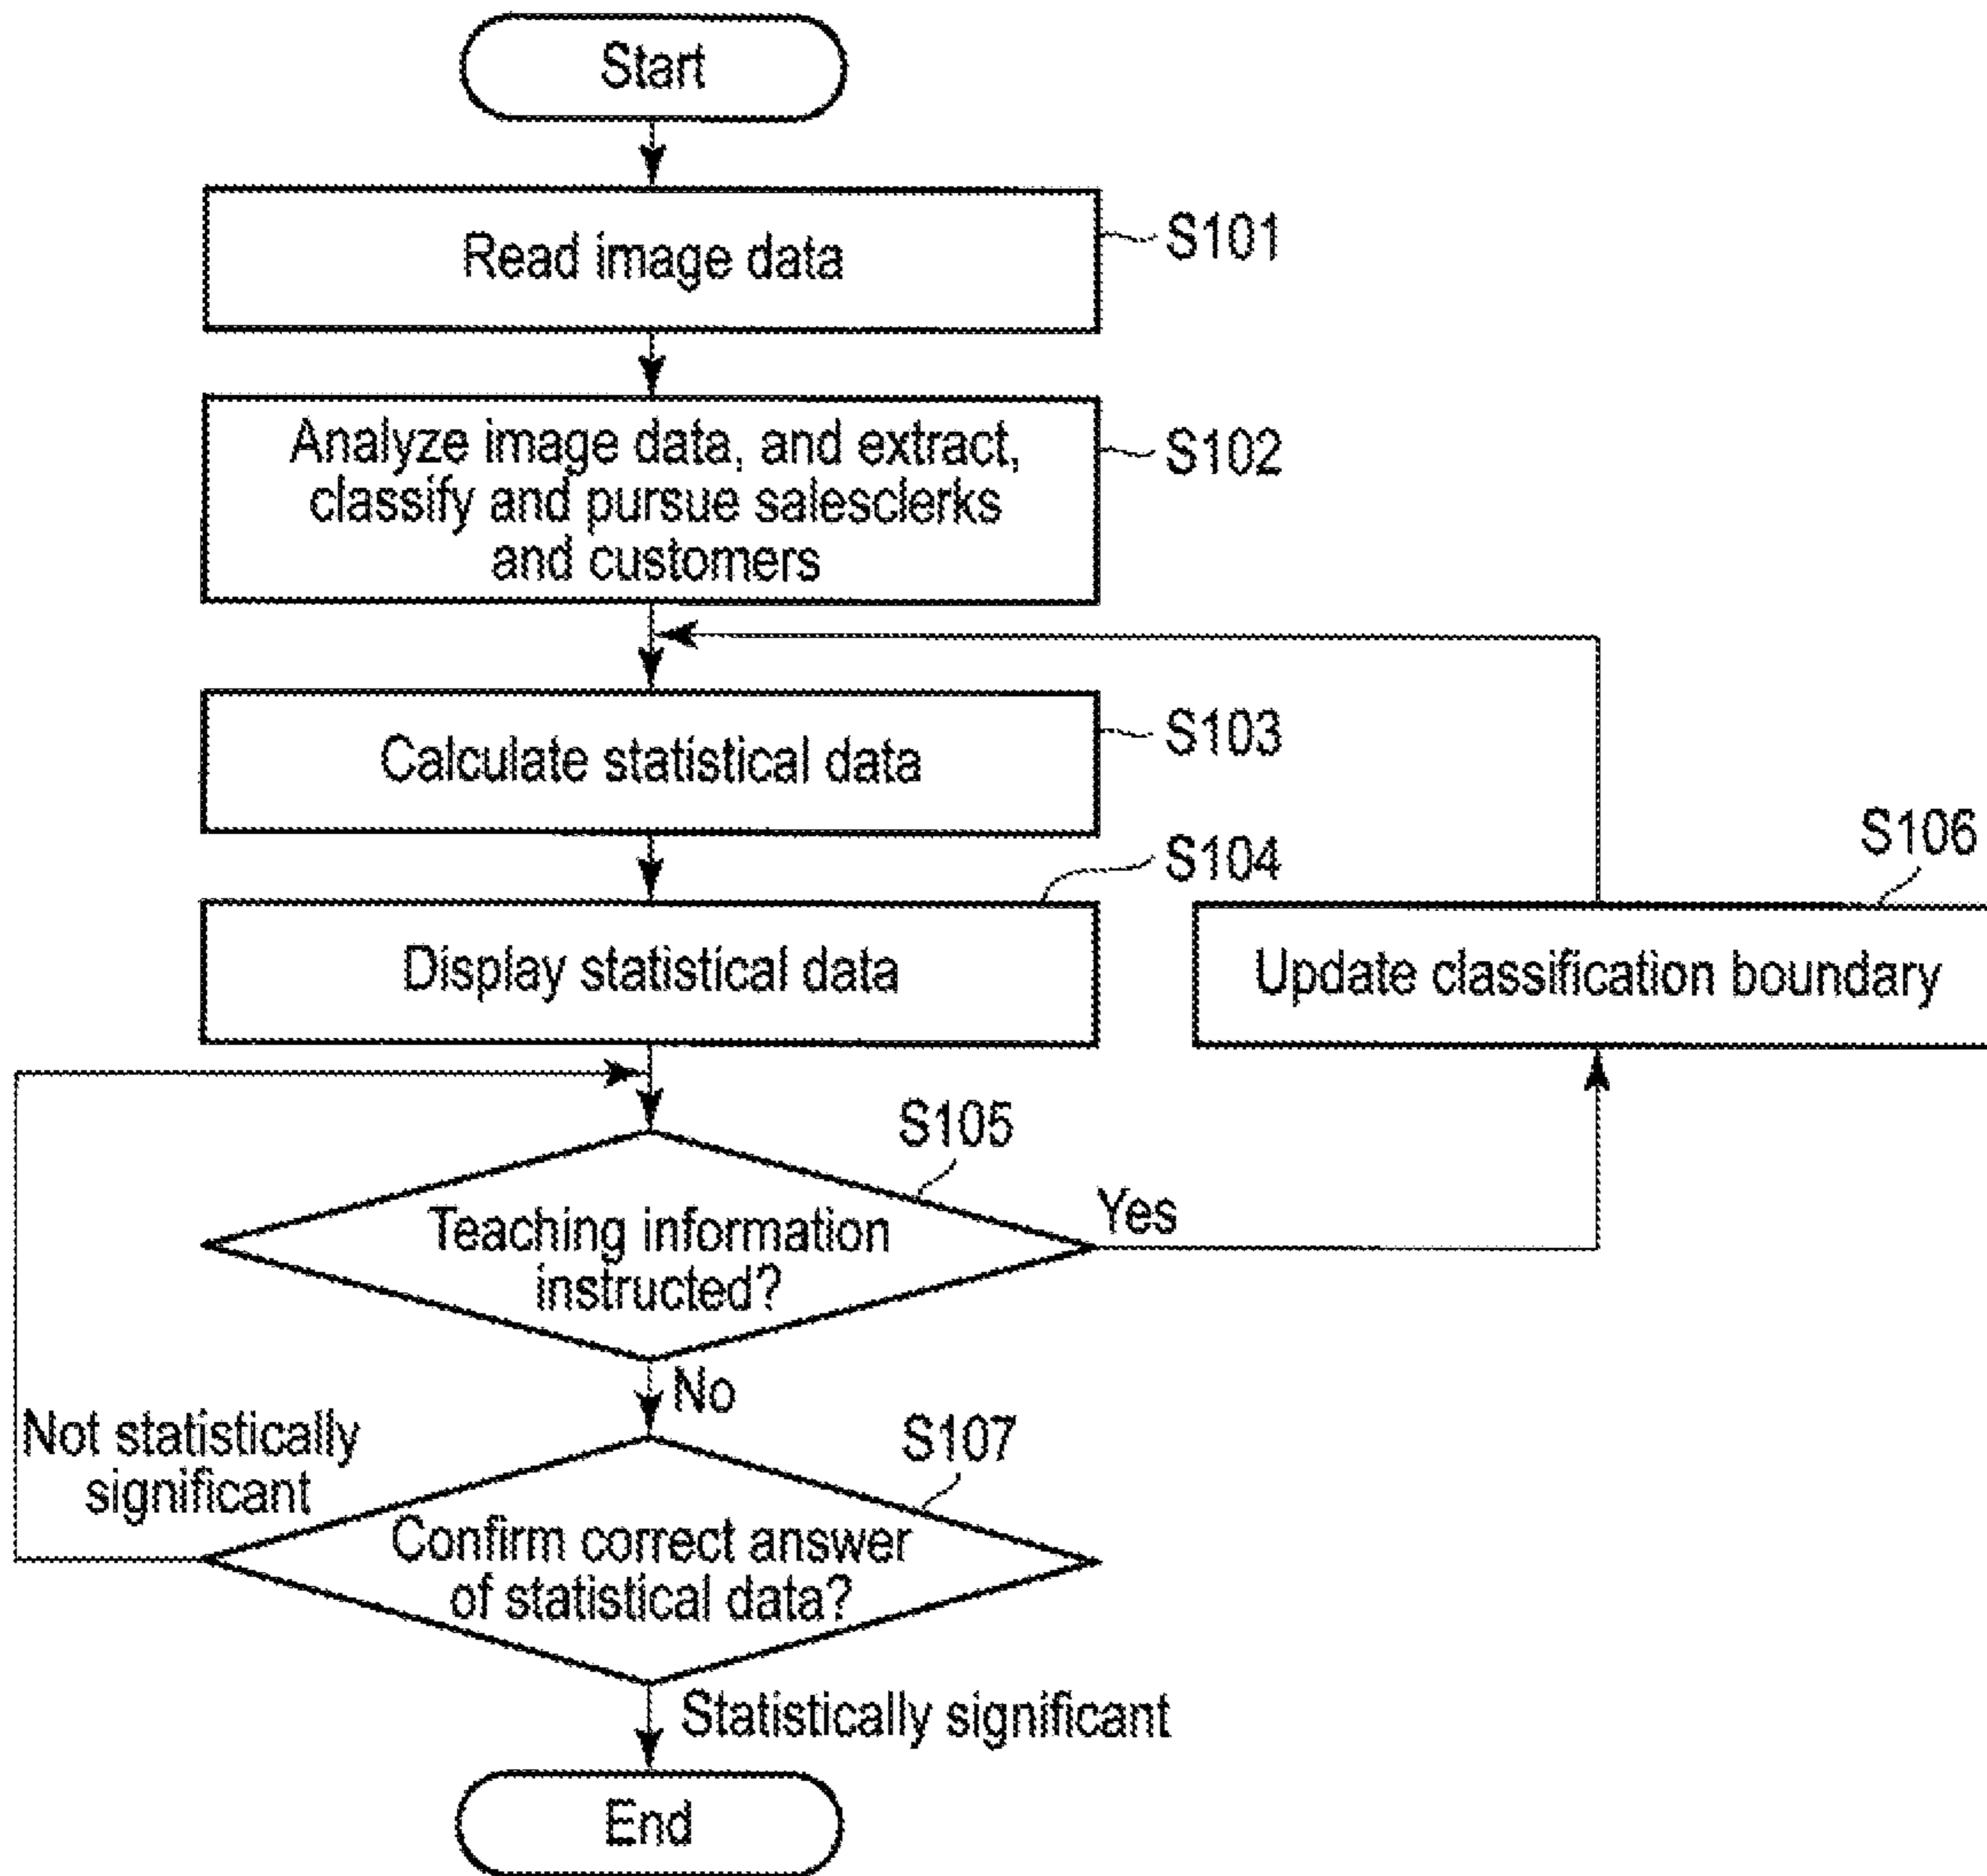 Start
Read image data
S101
Analyze image data, and extract,
classify and pursue salesclerks
and customers
S102
Calculate statistical data
S103
S104
Display statistical data
S106
Update classification boundary
S105
Teaching information
instructed?
Yes
No
Not statistically
significant
S107
Confirm correct answer
of statistical data?
Statistically significant
End